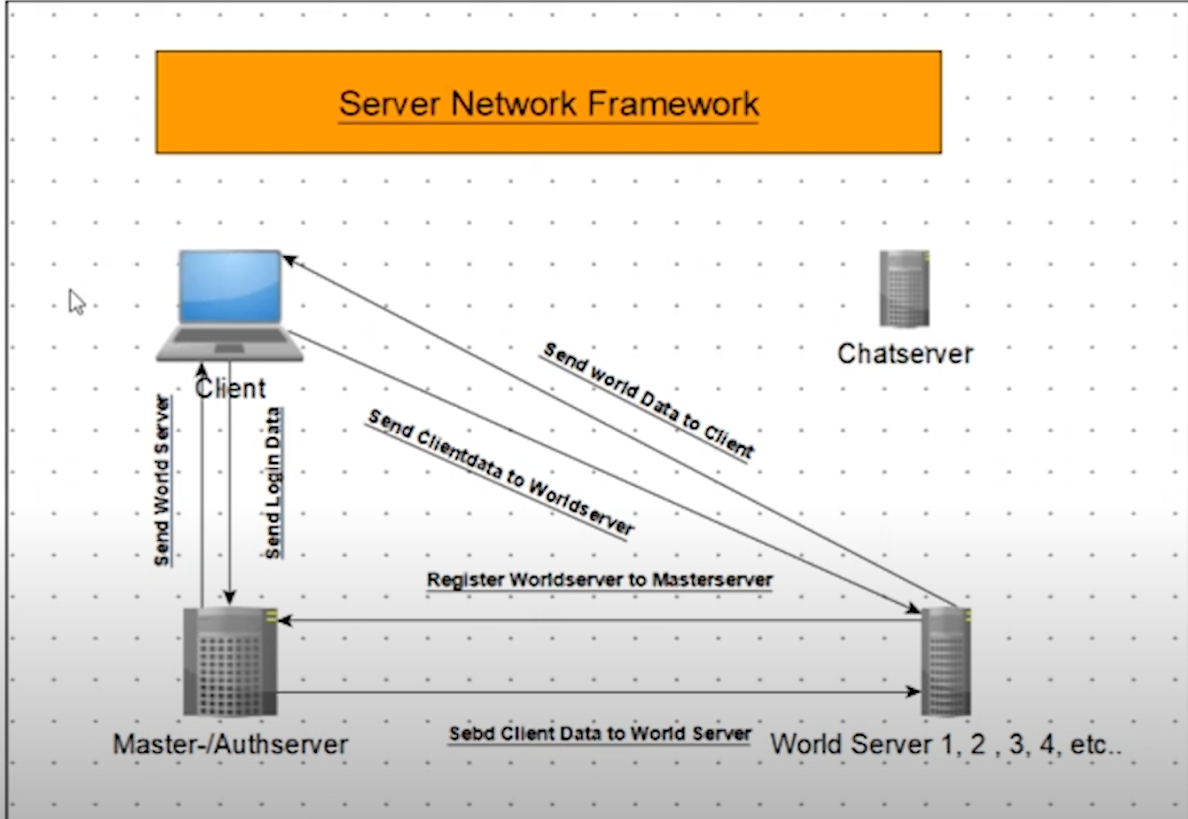 Server Network Framework
Chatserver
Client
Send world Data to Client
Send Clientdata to Worldserver
Send World Server
Send Login Data
Register Worldserver to Masterserver
Master-/Authserver
Sebd Client Data to World Server
World Server 1, 2 , 3, 4, etc..